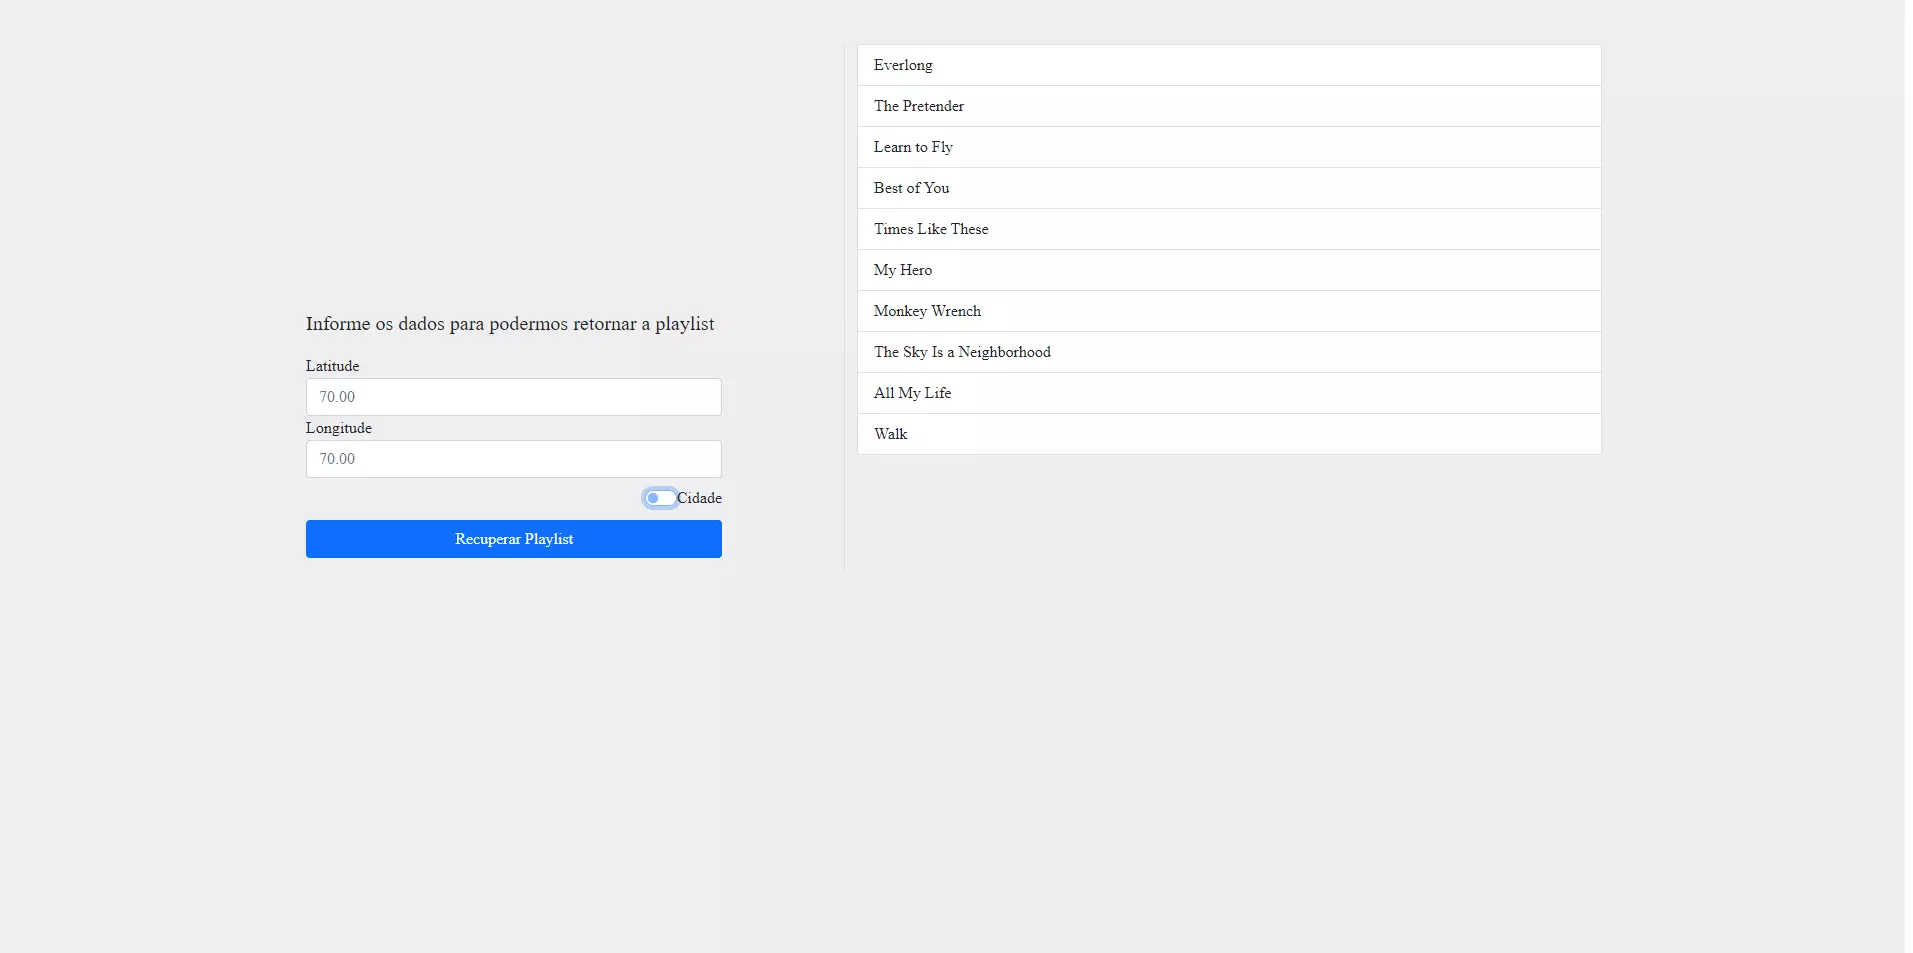 Informe os dados para podermos retornar a playlist
Latitude
70.00
Longitude
70.00
Cidade
Recuperar Playlist
Everlong
The Pretender
Learn to Fly
Best of You
Times Like These
My Hero
Monkey Wrench
The Sky Is a Neighborhood
All My Life
Walk